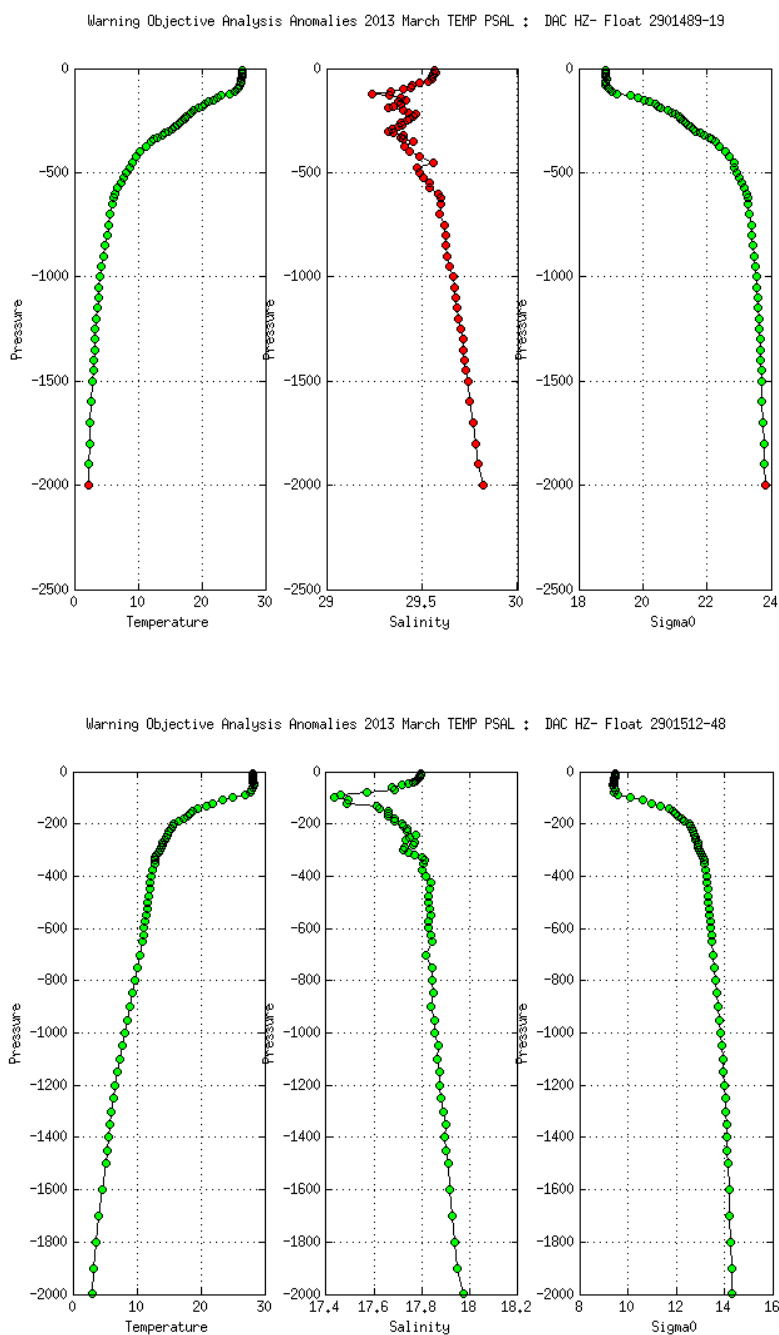 Warning Objective Analysis Anomalies 2013 March TEMP PSAL :  DAC HZ- Float 2901489-19
0 0 0
-500 -500 -500
-1000 -1000 -1000
-1500 -1500 -1500
-2000 -2000 -2000
-2500 -2500 -2500
Pressure Pressure Pressure
0 10 20 30 29 29.5 30 18 20 22 24
Temperature Salinity Sigma0
Warning Objective Analysis Anomalies 2013 March TEMP PSAL :  DAC HZ- Float 2901512-48
0 0 0
-200 -200 -200
-400 -400 -400
-600 -600 -600
-800 -800 -800
-1000 -1000 -1000
-1200 -1200 -1200
-1400 -1400 -1400
-1600 -1600 -1600
-1800 -1800 -1800
-2000 -2000 -2000
Pressure Pressure Pressure
0 10 20 30 17.4 17.6 17.8 18 18.2 8 10 12 14 16
Temperature Salinity Sigma0